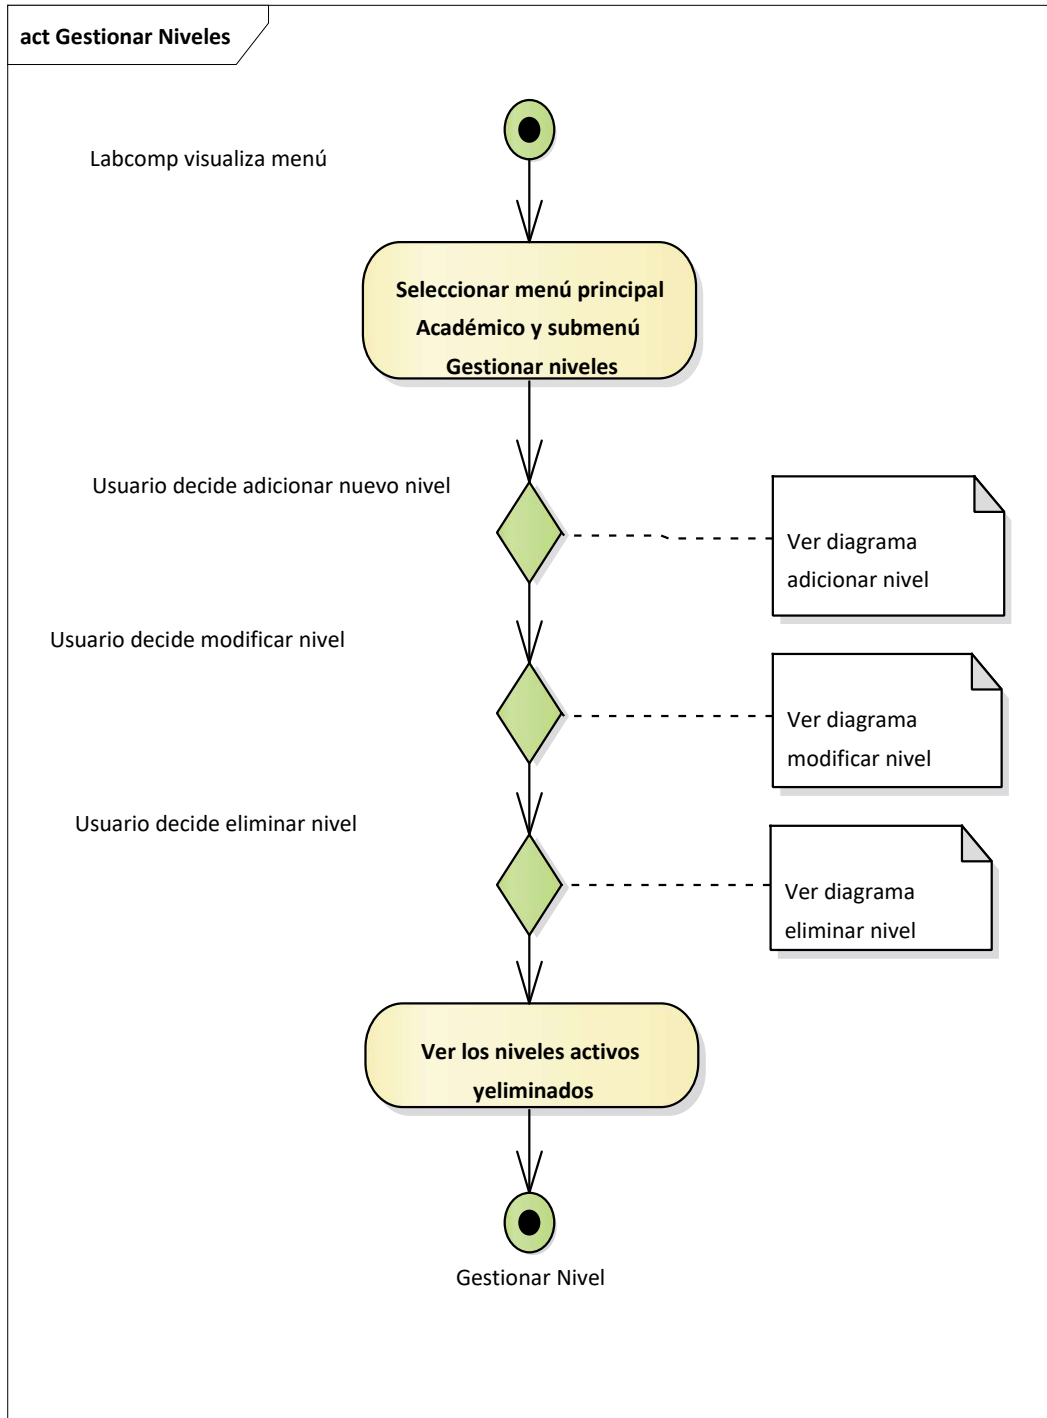 act Gestionar Niveles
Labcomp visualiza menú
Seleccionar menú principal
Académico y submenú
Gestionar niveles
Usuario decide adicionar nuevo nivel
Ver diagrama
adicionar nivel
Usuario decide modificar nivel
Ver diagrama
modificar nivel
Usuario decide eliminar nivel
Ver diagrama
eliminar nivel
Ver los niveles activos
yeliminados
Gestionar Nivel